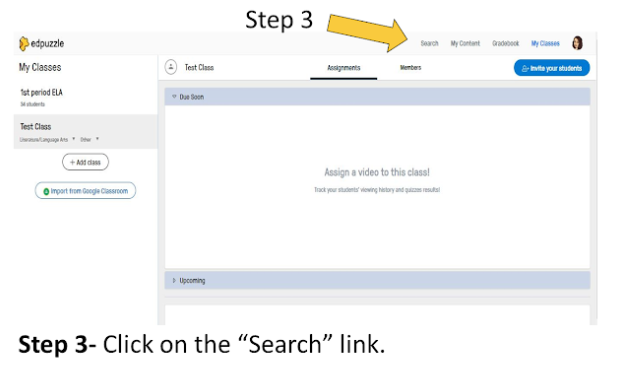 Step 3
edpuzzle
Search My Content Gradebook My Classes
My Classes
Test Class
Assignments Members
Invite your students
1st period ELA
students
Due Soon
Test Class
Literature/Language Arts Other
+ Add class
Assign a video to this class!
Import from Google Classroom
Track your students' viewing history and quizzes results!
Upcoming
Step 3- Click on the “Search” link.